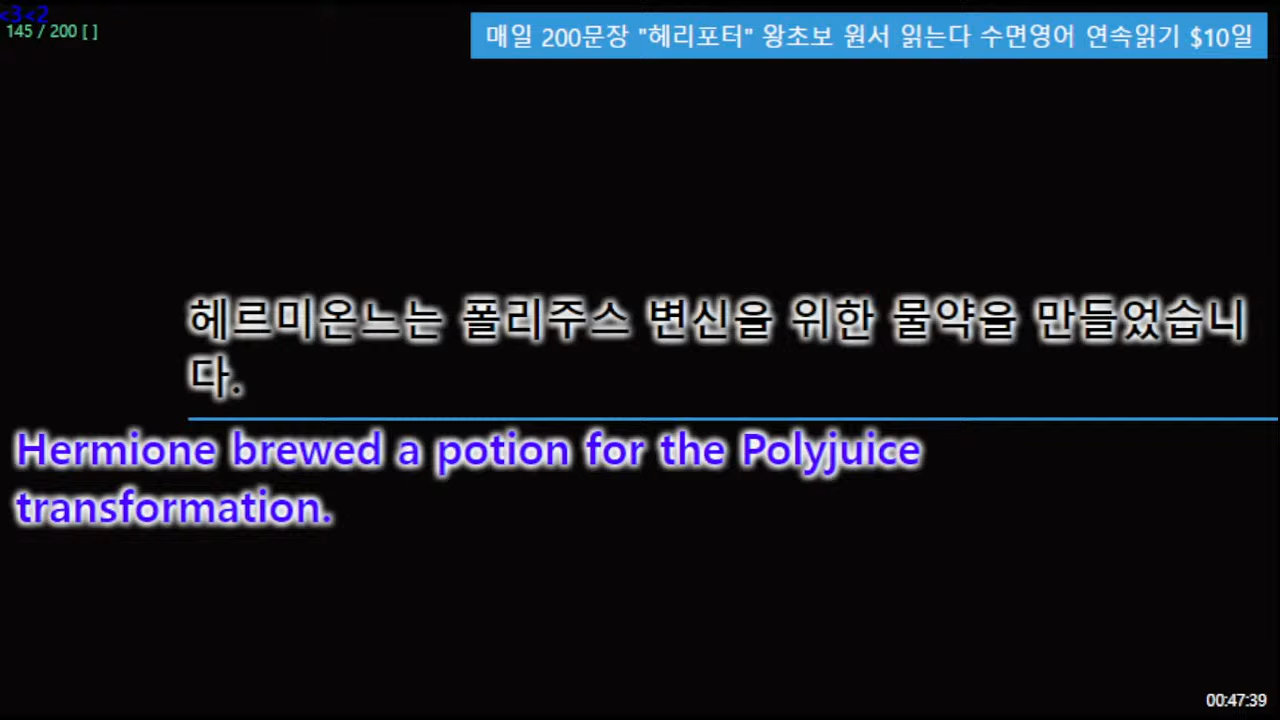 <3<2
145 / 200 [ ]
매일 200문장 "헤리포터" 왕초보 원서 읽는다 수면영어 연속읽기 $10일
헤르미온느는 폴리주스 변신을 위한 물약을 만들었습니
다.
Hermione brewed a potion for the Polyjuice
transformation.
00:47:39